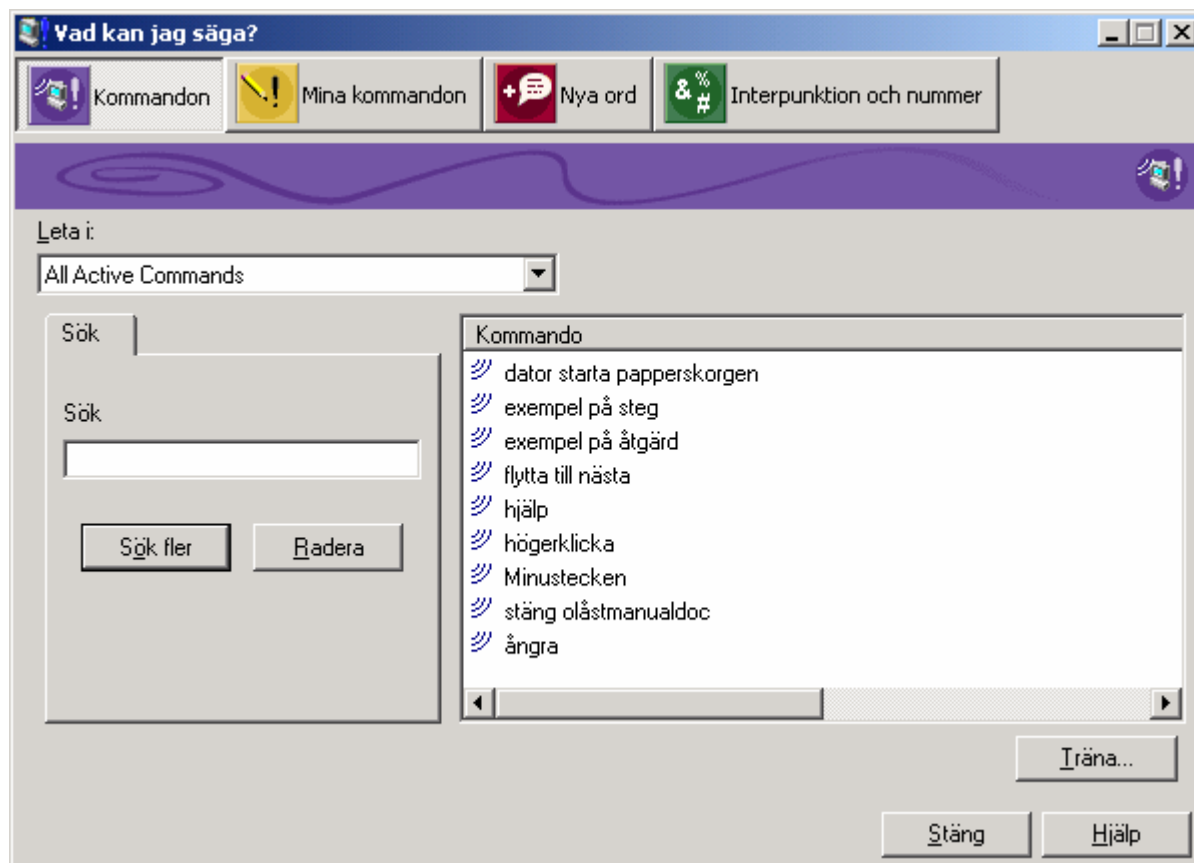 Vad kan jag säga?
Kommandon
Mina kommandon
Nya ord
& % #
Interpunktion och nummer
Leta i:
All Active Commands
Sök
Sök
Sök fler
Radera
Kommando
dator starta papperskorgen
exempel på steg
exempel på åtgärd
flytta till nästa
hjälp
högerklicka
Minustecken
stäng olåstmanualdoc
ångra
Träna...
Stäng
Hjälp